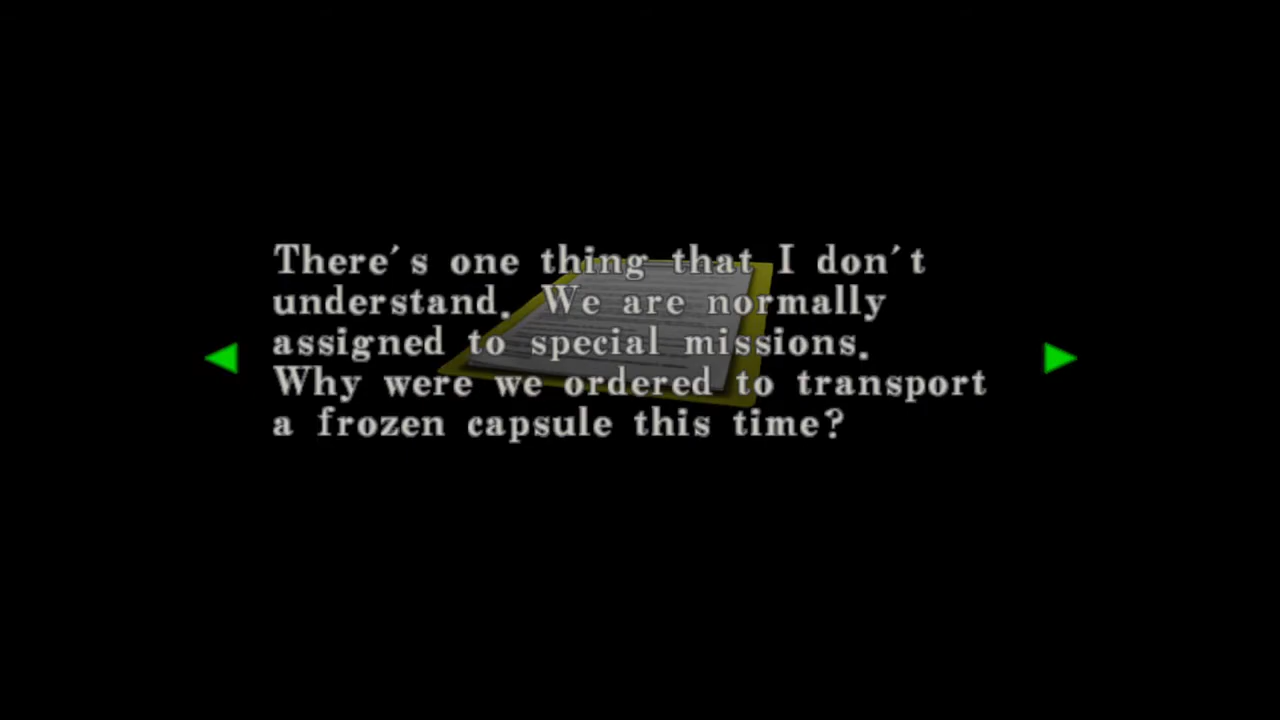 There's one thing that I don't
understand. We are normally
assigned to special missions.
Why were we ordered to transport
a frozen capsule this time?